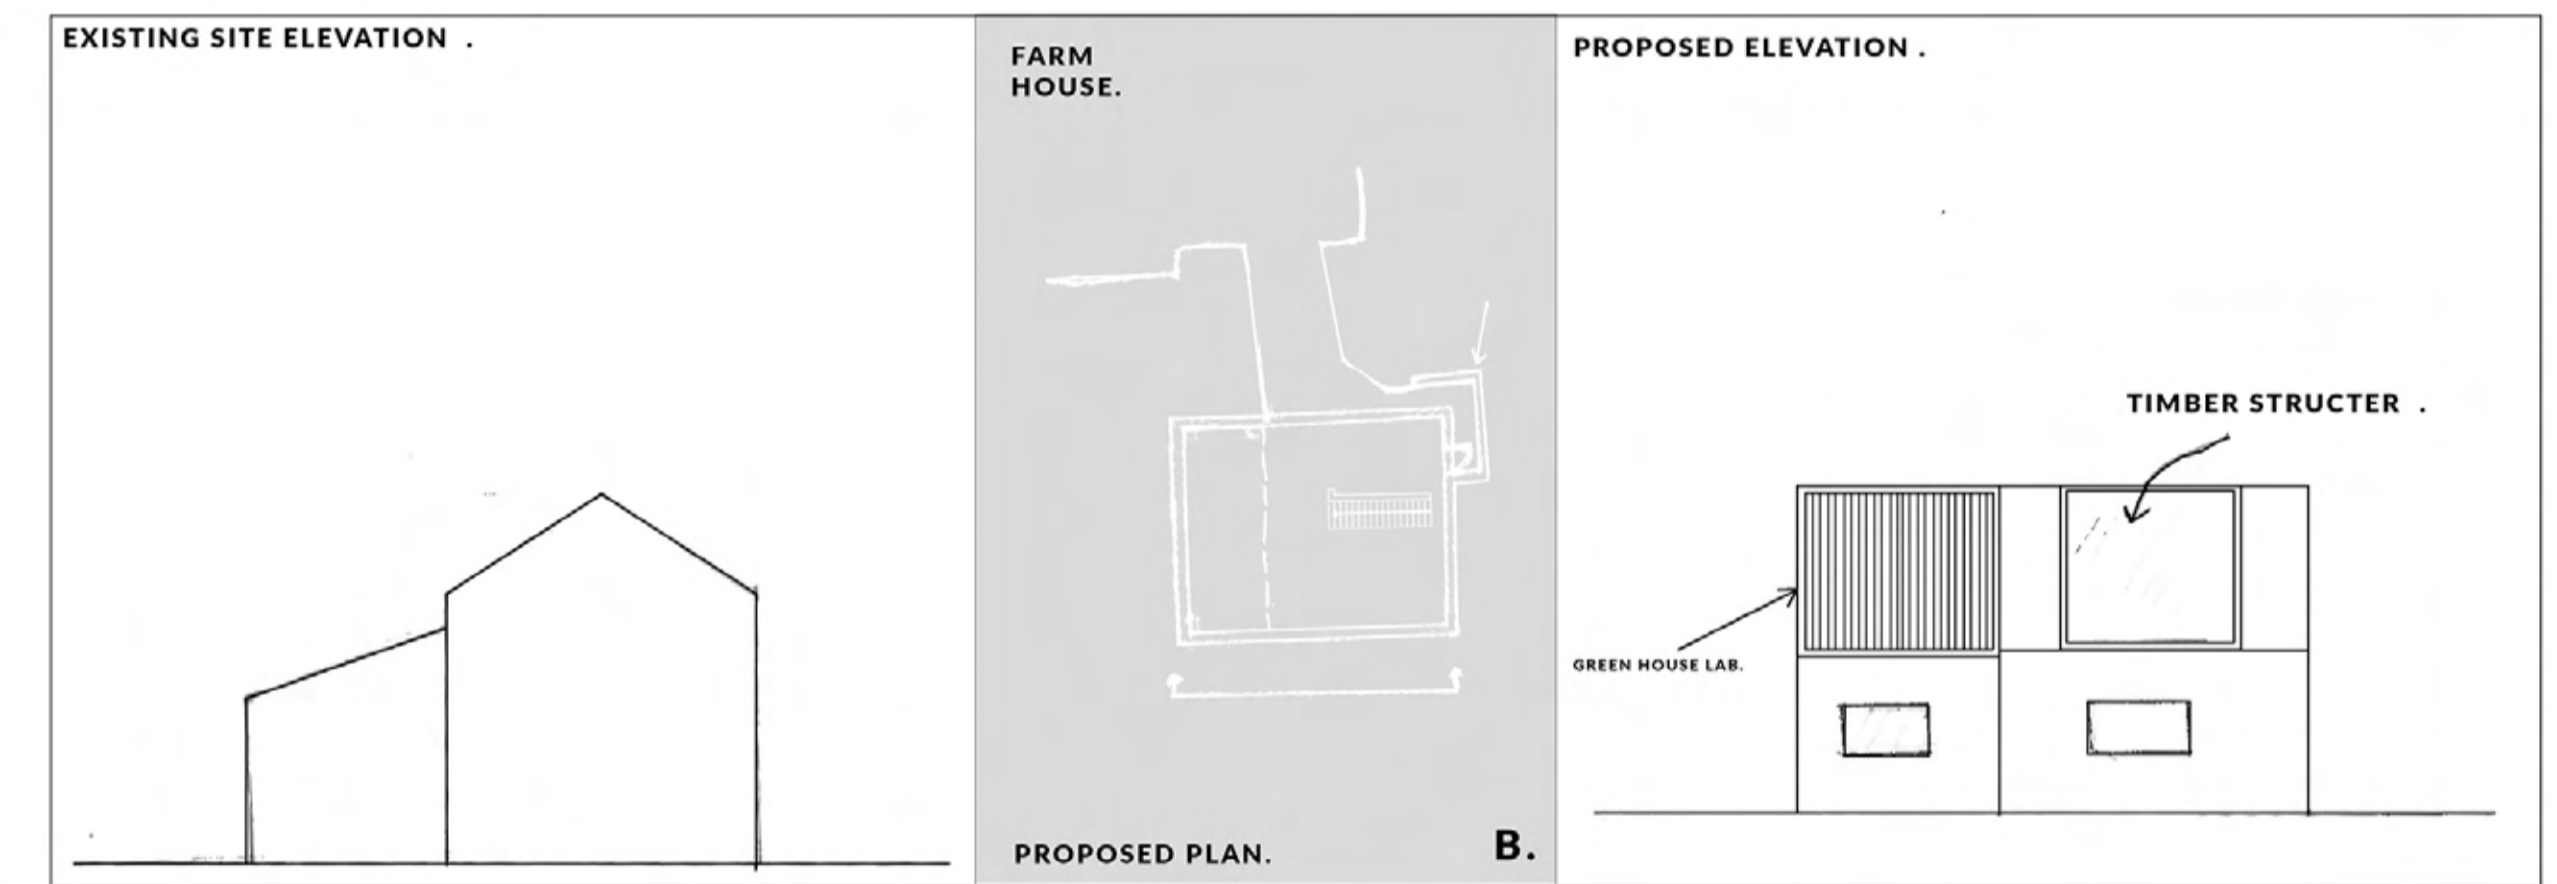 EXISTING SITE ELEVATION .
FARM
HOUSE.
PROPOSED PLAN.
B.
PROPOSED ELEVATION .
TIMBER STRUCTER .
GREEN HOUSE LAB.